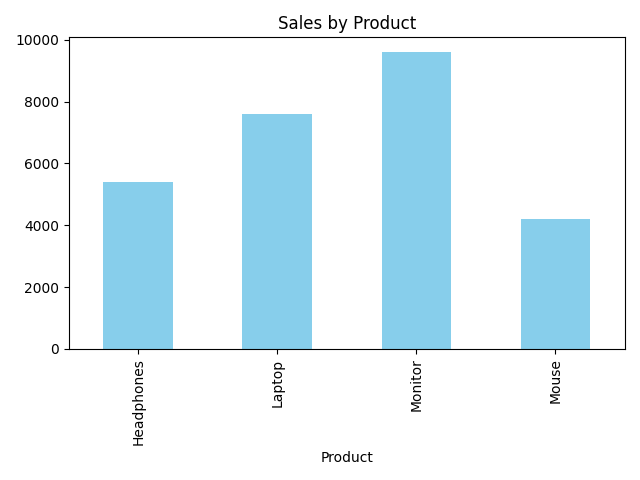 Sales by Product
10000
8000
6000
4000
2000
0
Headphones
Laptop
Monitor
Mouse
Product